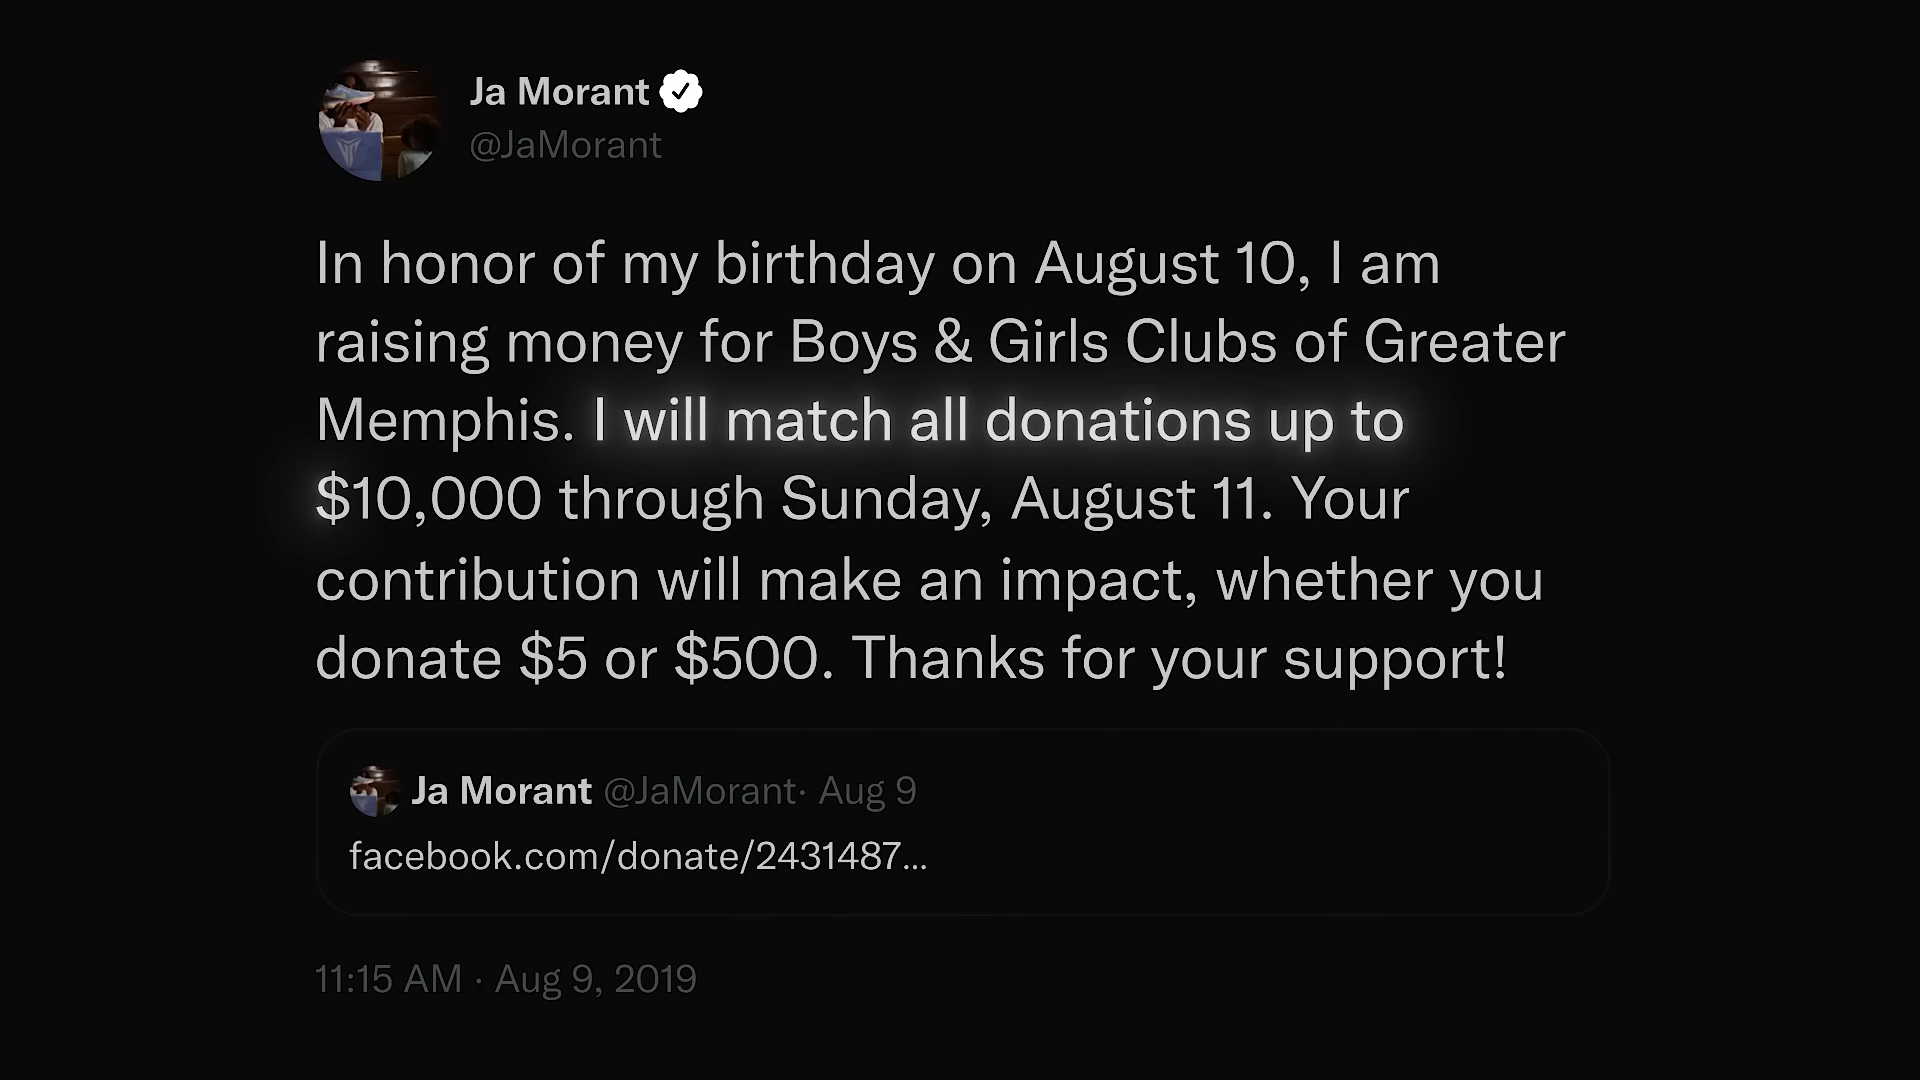 Ja Morant
@JaMorant
In honor of my birthday on August 10, I am
raising money for Boys & Girls Clubs of Greater
Memphis. I will match all donations up to
$10,000 through Sunday, August 11. Your
contribution will make an impact, whether you
donate $5 or $500. Thanks for your support!
Ja Morant @JaMorant· Aug 9
facebook.com/donate/2431487...
11:15 AM · Aug 9, 2019